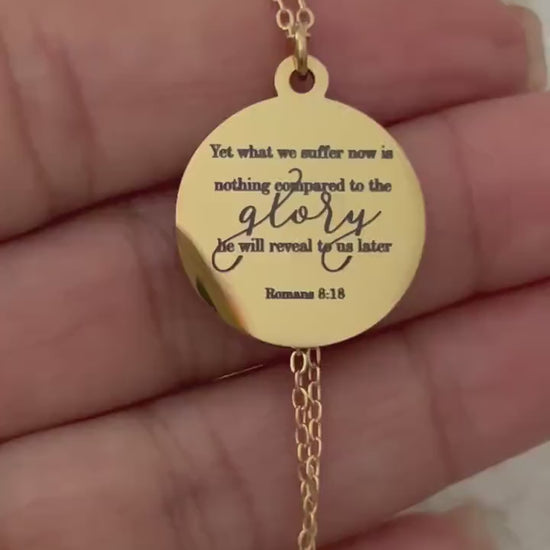 Yet what we suffer now is
nothing compared to the
glory
he will reveal to us later
Romans 8:18